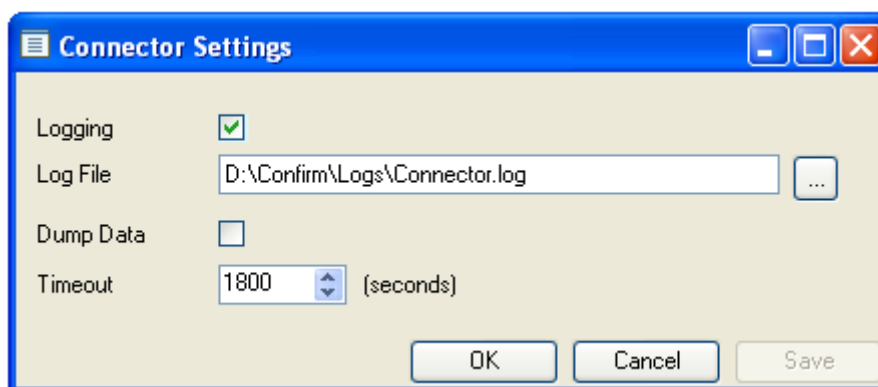 Connector Settings
Logging
Log File D:\Confirm\Logs\Connector.log ...
Dump Data
Timeout 1800 (seconds)
OK Cancel Save